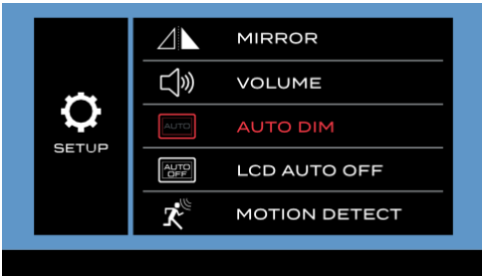 SETUP
MIRROR
VOLUME
AUTO
AUTO DIM
AUTO
OFF
LCD AUTO OFF
MOTION DETECT